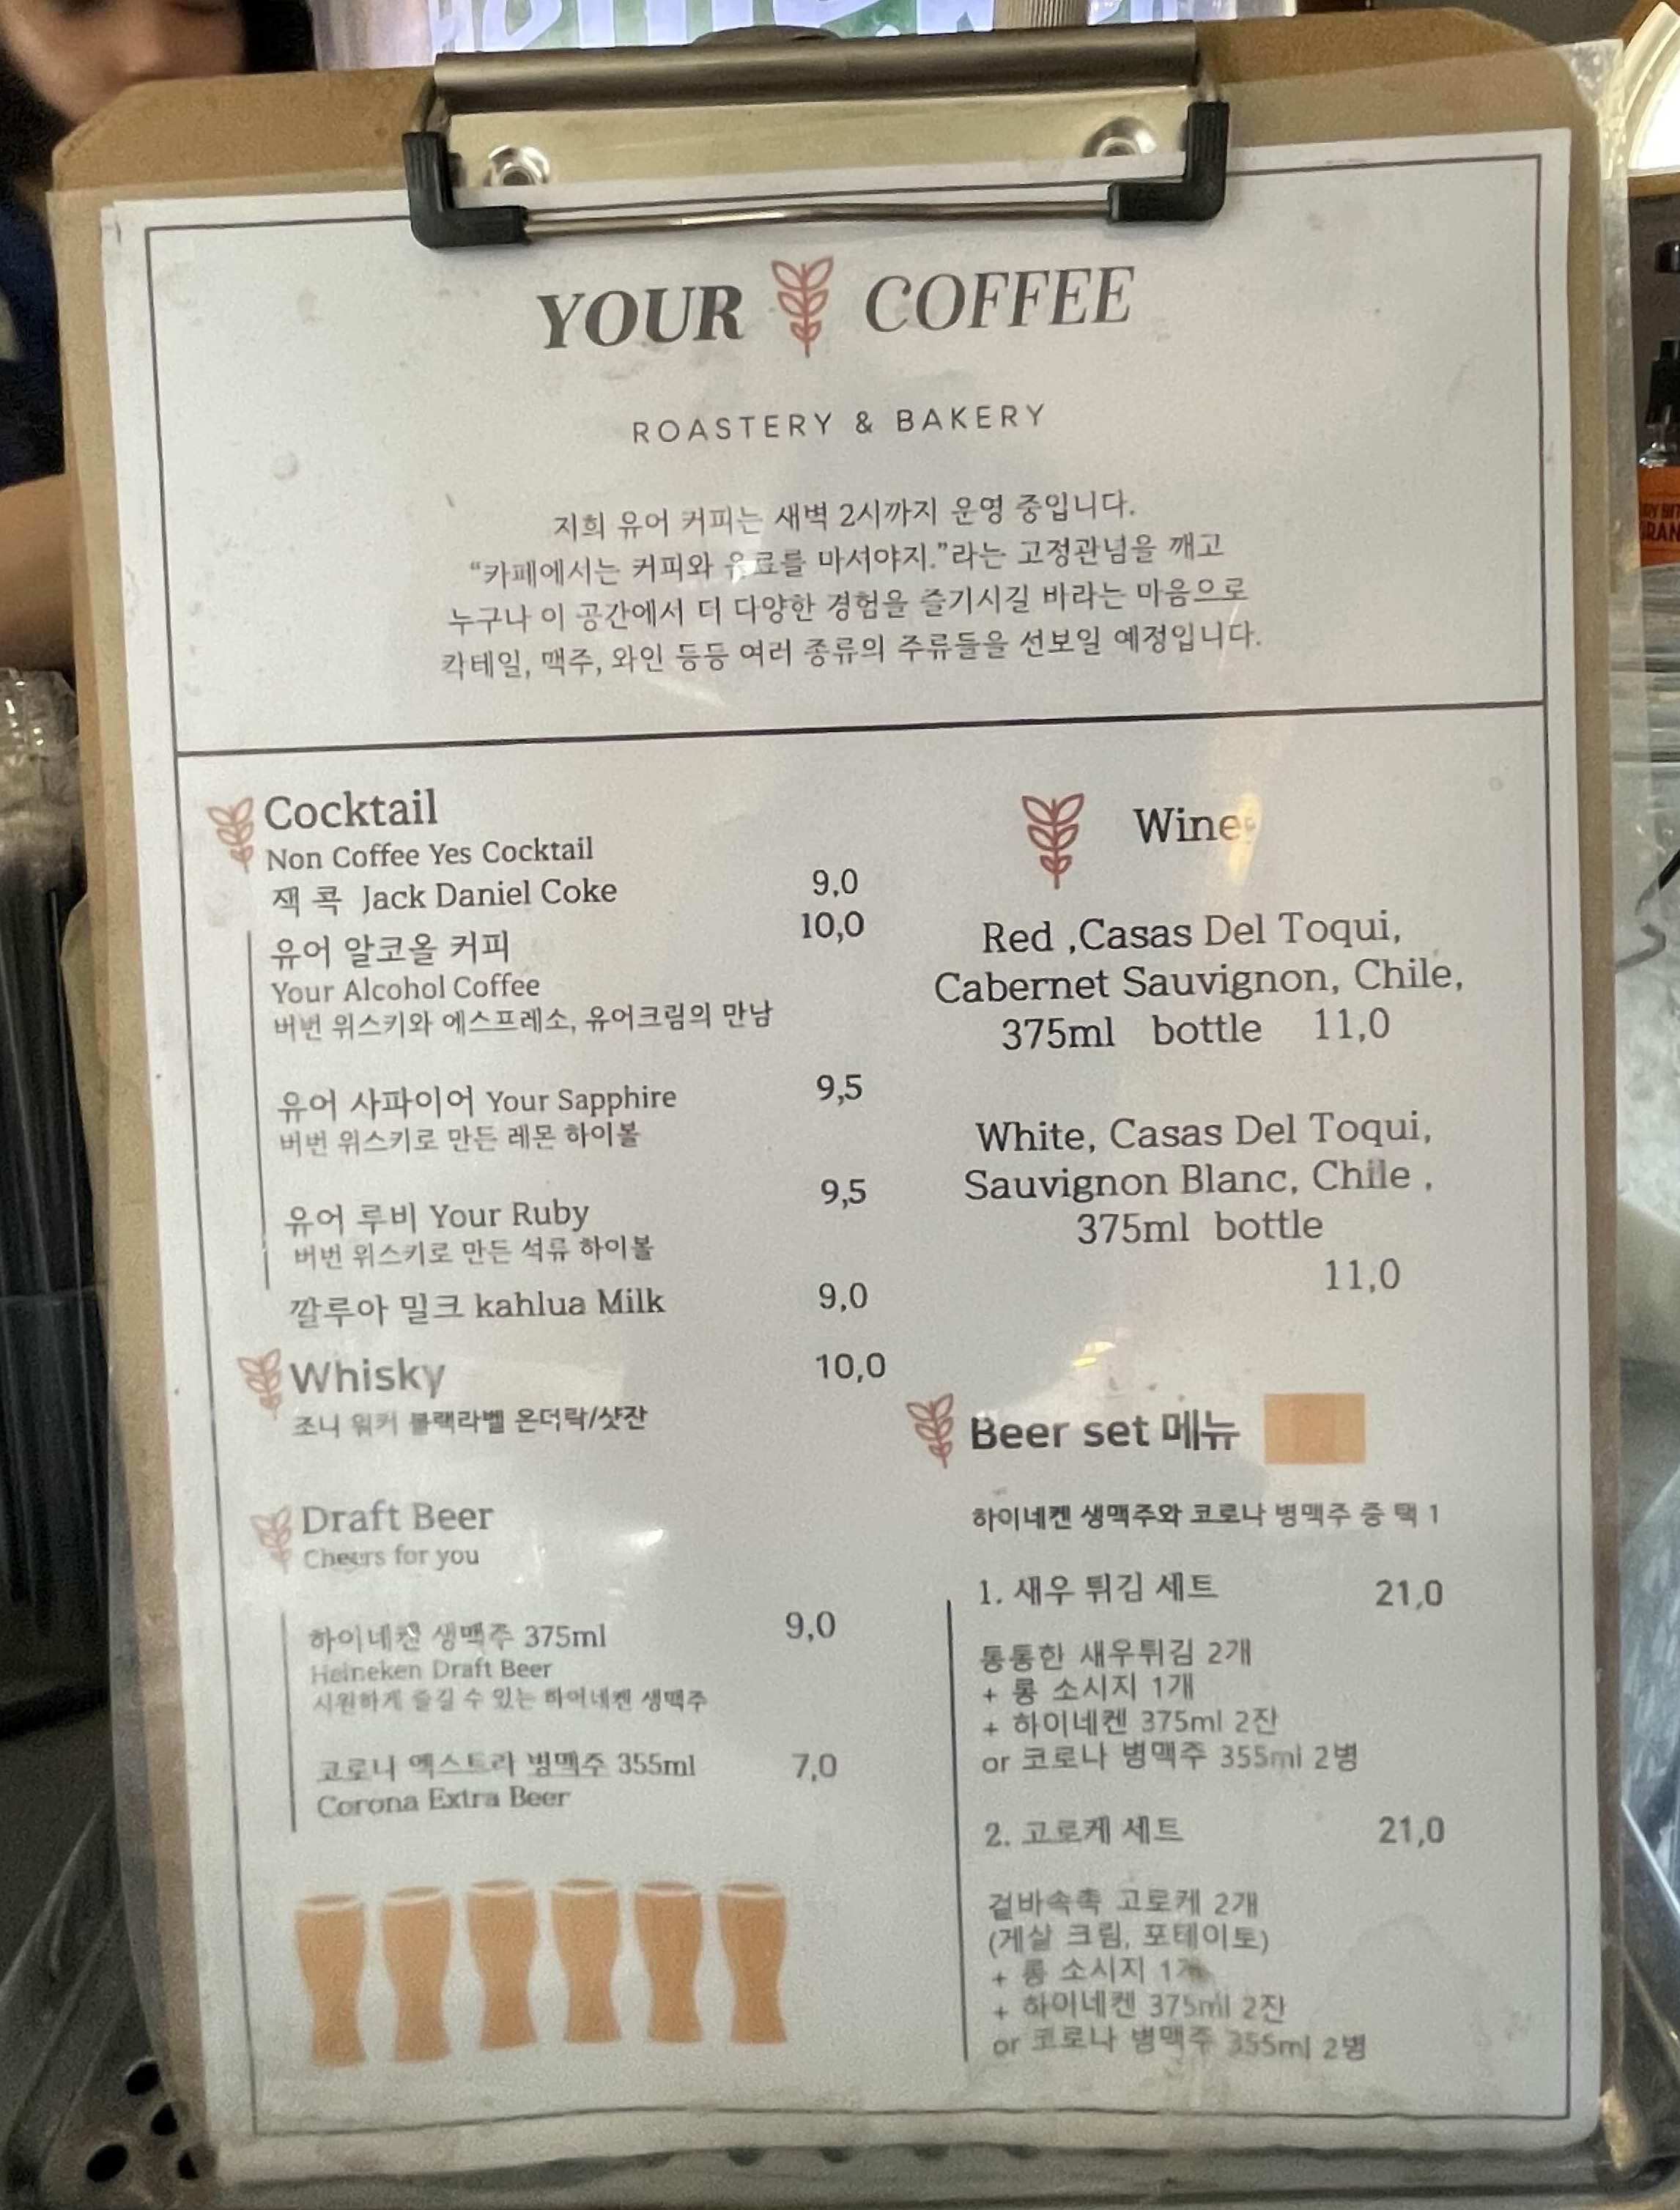 YOUR COFFEE
ROASTERY & BAKERY
저희 유어 커피는 새벽 2시까지 운영 중입니다.
“카페에서는 커피와 음료를 마셔야지.”라는 고정관념을 깨고
누구나 이 공간에서 더 다양한 경험을 즐기시길 바라는 마음으로
칵테일, 맥주, 와인 등등 여러 종류의 주류들을 선보일 예정입니다.
Cocktail
Non Coffee Yes Cocktail
잭 콕 Jack Daniel Coke 9,0
10,0
유어 알코올 커피
Your Alcohol Coffee
버번 위스키와 에스프레소, 유어크림의 만남
유어 사파이어 Your Sapphire 9,5
버번 위스키로 만든 레몬 하이볼
유어 루비 Your Ruby 9,5
버번 위스키로 만든 석류 하이볼
깔루아 밀크 kahlua Milk 9,0
Whisky 10,0
조니 워커 블랙라벨 온더락/샷잔
Draft Beer
Cheers for you
하이네켄 생맥주 375ml 9,0
Heineken Draft Beer
시원하게 즐길 수 있는 하이네켄 생맥주
코로나 엑스트라 병맥주 355ml 7,0
Corona Extra Beer
Wine
Red ,Casas Del Toqui,
Cabernet Sauvignon, Chile,
375ml bottle 11,0
White, Casas Del Toqui,
Sauvignon Blanc, Chile ,
375ml bottle
11,0
Beer set 메뉴
하이네켄 생맥주와 코로나 병맥주 중 택 1
1. 새우 튀김 세트 21,0
통통한 새우튀김 2개
+ 롱 소시지 1개
+ 하이네켄 375ml 2잔
or 코로나 병맥주 355ml 2병
2. 고로케 세트 21,0
겉바속촉 고로케 2개
(게살 크림, 포테이토)
+ 롱 소시지 1개
+ 하이네켄 375ml 2잔
or 코로나 병맥주 355ml 2병